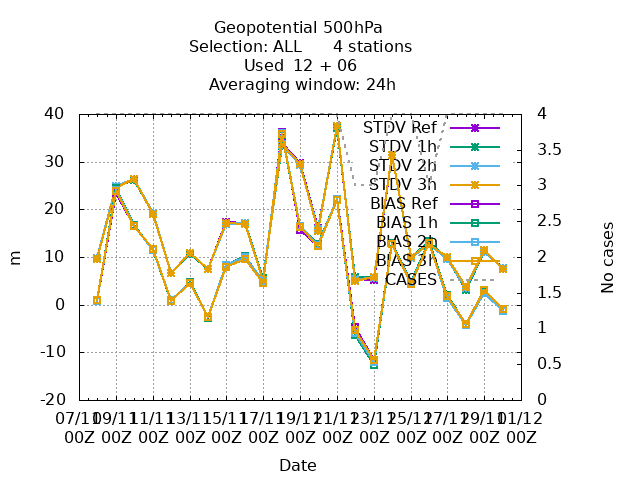 Geopotential 500hPa
Selection: ALL 4 stations
Used 12 + 06
Averaging window: 24h
40
30
20
10
0
-10
-20
m
4
3.5
3
2.5
2
1.5
1
0.5
0
No cases
STDV Ref
STDV 1h
STDV 2h
STDV 3h
BIAS Ref
BIAS 1h
BIAS 2h
BIAS 3h
CASES
07/11 09/11 11/11 13/11 15/11 17/11 19/11 21/11 23/11 25/11 27/11 29/11 01/12
00Z 00Z 00Z 00Z 00Z 00Z 00Z 00Z 00Z 00Z 00Z 00Z 00Z
Date